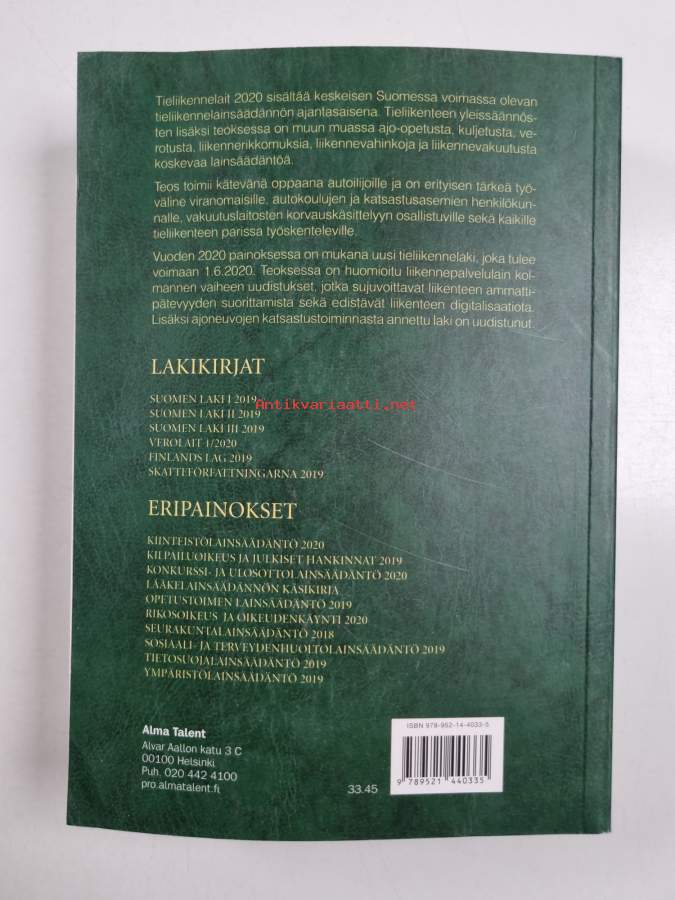 Tieliikennelait 2020 sisältää keskeisen Suomessa voimassa olevan
tieliikennelainsäädännön ajantasaisena. Tieliikenteen yleissäännös-
ten lisäksi teoksessa on muun muassa ajo-opetusta, kuljetusta, ve-
rotusta, liikennerikkomuksia, liikennevahinkoja ja liikennevakuutusta
koskevaa lainsäädäntöä.
Teos toimii kätevänä oppaana autoilijoille ja on erityisen tärkeä työ-
väline viranomaisille, autokoulujen ja katsastusasemien henkilökun-
nalle, vakuutuslaitosten korvauskäsittelyyn osallistuville sekä kaikille
tieliikenteen parissa työskenteleville.
Vuoden 2020 painoksessa on mukana uusi tieliikennelaki, joka tulee
voimaan 1.6.2020. Teoksessa on huomioitu liikennepalvelulain kol-
mannen vaiheen uudistukset, jotka sujuvoittavat liikenteen ammatti-
pätevyyden suorittamista sekä edistävät liikenteen digitalisaatiota.
Lisäksi ajoneuvojen katsastustoiminnasta annettu laki on uudistunut.
LAKIKIRJAT
SUOMEN LAKI I 2019
Antikvariaatti.net
SUOMEN LAKI II 2019
SUOMEN LAKI III 2019
VEROLAIT 1/2020
FINLANDS LAG 2019
SKATTEFÖRFATTNINGARNA 2019
ERIPAINOKSET
KIINTEISTÖLAINSÄÄDÄNTÖ 2020
KILPAILUOIKEUS JA JULKISET HANKINNAT 2019
KONKURSSI- JA ULOSOTTOLAINSÄÄDÄNTÖ 2020
LÄÄKELAINSÄÄDÄNNÖN KÄSIKIRJA
OPETUSTOIMEN LAINSÄÄDÄNTÖ 2019
RIKOSOIKEUS JA OIKEUDENKÄYNTI 2020
SEURAKUNTALAINSÄÄDÄNTÖ 2018
SOSIAALI- JA TERVEYDENHUOLTOLAINSÄÄDÄNTÖ 2019
TIETOSUOJALAINSÄÄDÄNTÖ 2019
YMPÄRISTÖLAINSÄÄDÄNTÖ 2019
Alma Talent
Alvar Aallon katu 3 C
00100 Helsinki
Puh. 020 442 4100
pro.almatalent.fi
33.45
ISBN 978-952-14-4033-5
9 789521 440335